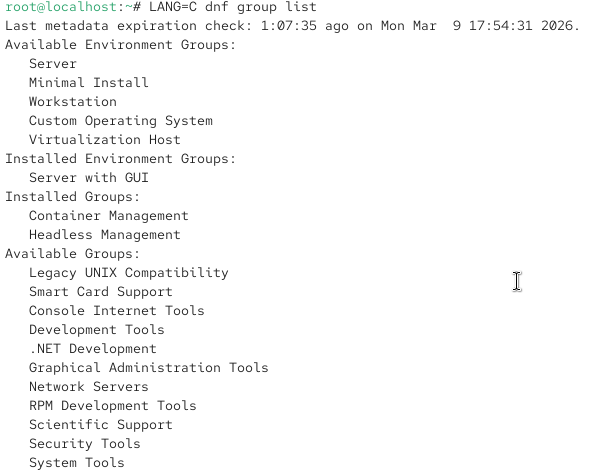 root@localhost:~# LANG=C dnf group list
Last metadata expiration check: 1:07:35 ago on Mon Mar  9 17:54:31 2026.
Available Environment Groups:
   Server
   Minimal Install
   Workstation
   Custom Operating System
   Virtualization Host
Installed Environment Groups:
   Server with GUI
Installed Groups:
   Container Management
   Headless Management
Available Groups:
   Legacy UNIX Compatibility
   Smart Card Support
   Console Internet Tools
   Development Tools
   .NET Development
   Graphical Administration Tools
   Network Servers
   RPM Development Tools
   Scientific Support
   Security Tools
   System Tools